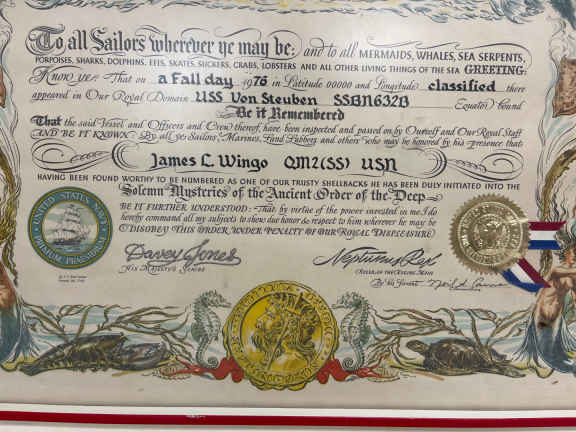 To all Sailors wherever ye may be: and to all MERMAIDS, WHALES, SEA SERPENTS,
PORPOISES, SHARKS, DOLPHINS, EELS, SKATES, SUCKERS, CRABS, LOBSTERS AND ALL OTHER LIVING THINGS OF THE SEA GREETING:
Know ye: That on a Fall day 1976 in Latitude 00000 and Longitude classified there
appeared in Our Royal Domain USS Von Steuben SSBN632B Equator bound
Be it Remembered
That the said Vessel and Officers and Crew thereof, have been inspected and passed on by Ourself and Our Royal Staff
AND BE IT KNOWN: By all ye Sailors, Marines, Land Lubbers and others who may be honored by his presence that
James L. Wingo QM2(SS) USN
HAVING BEEN FOUND WORTHY TO BE NUMBERED AS ONE OF OUR TRUSTY SHELLBACKS HE HAS BEEN DULY INITIATED INTO THE
Solemn Mysteries of the Ancient Order of the Deep
BE IT FURTHER UNDERSTOOD: That by virtue of the power invested in me I do
hereby command all my subjects to show due honor & respect to him wherever he may be
DISOBEY THIS ORDER UNDER PENALTY OF OUR ROYAL DISPLEASURE
UNITED STATES NAVY
PRIMUM PRAESIDIUM
Davey Jones
HIS MAJESTY'S SCRIBE
Neptunus Rex
RULER OF THE RAGING MAIN
By His Servant